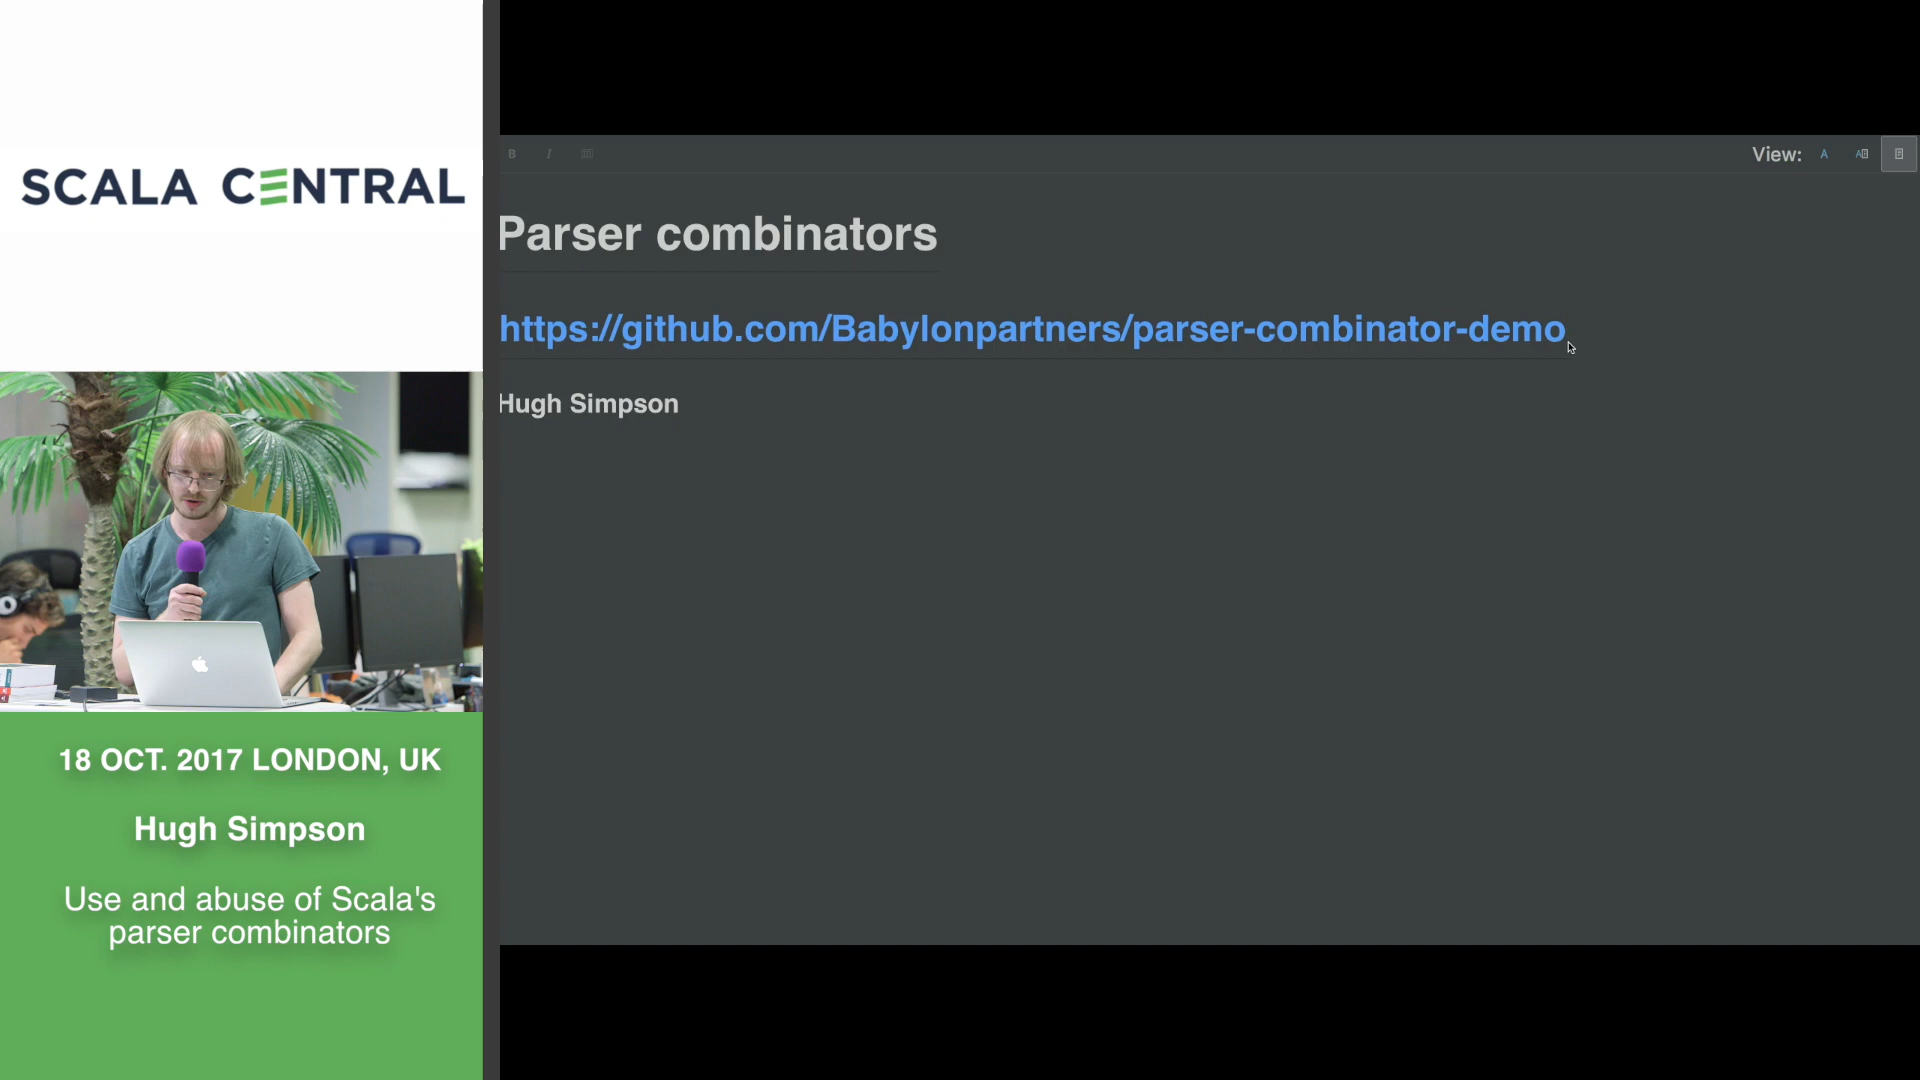 SCALA CENTRAL
18 OCT. 2017 LONDON, UK
Hugh Simpson
Use and abuse of Scala's
parser combinators
B I
View: A A
Parser combinators
https://github.com/Babylonpartners/parser-combinator-demo
Hugh Simpson